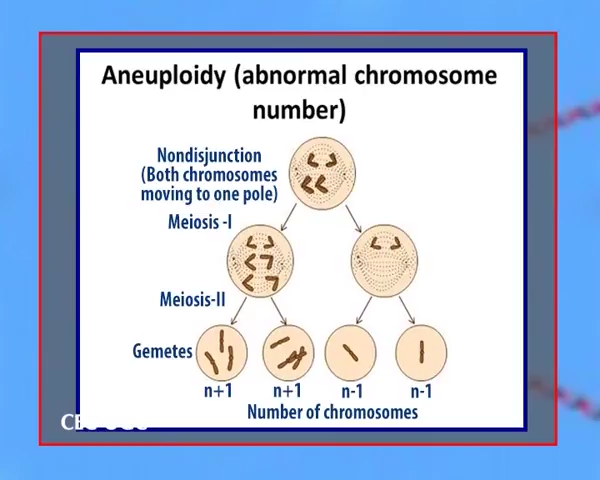 Aneuploidy (abnormal chromosome
number)
Nondisjunction
(Both chromosomes
moving to one pole)
Meiosis -I
Meiosis-II
Gemetes
n+1
n+1
n-1
n-1
Number of chromosomes